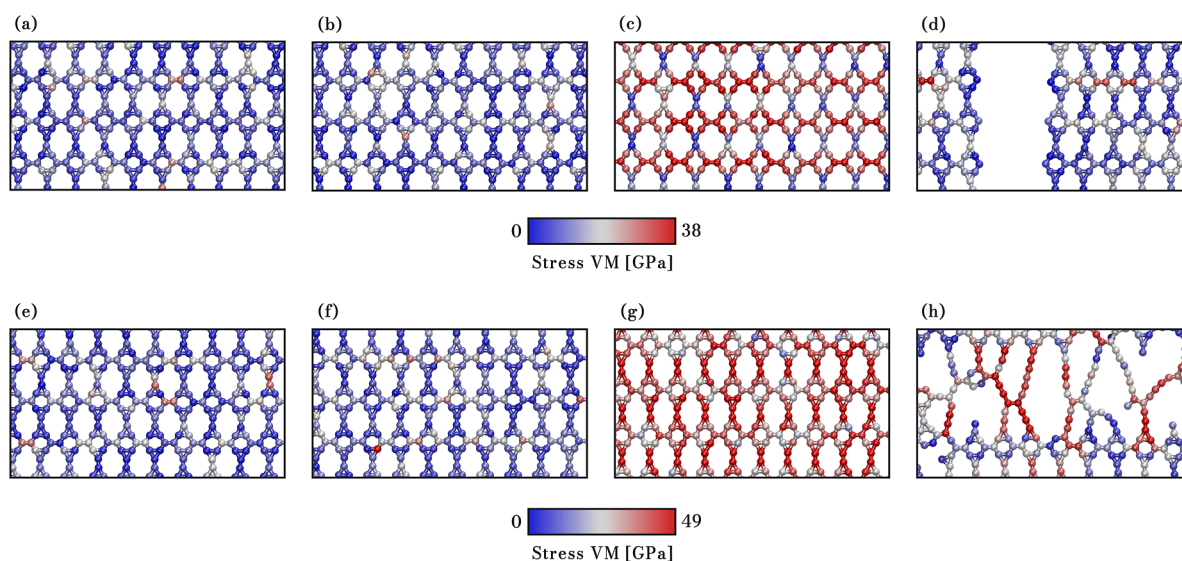 (a) (b) (c) (d)
0 38
Stress VM [GPa]
(e) (f) (g) (h)
0 49
Stress VM [GPa]